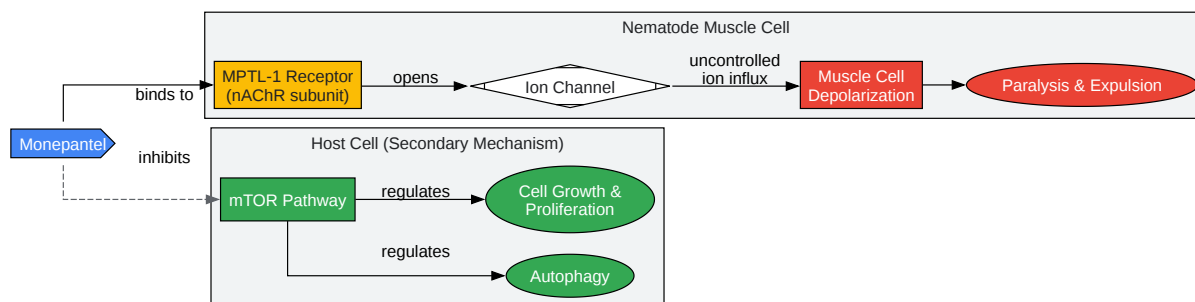 Nematode Muscle Cell
MPTL-1 Receptor
(nAChR subunit)
opens
Ion Channel
uncontrolled
ion influx
Muscle Cell
Depolarization
Paralysis & Expulsion
binds to
Monepantel
inhibits
Host Cell (Secondary Mechanism)
mTOR Pathway
regulates
Cell Growth &
Proliferation
regulates
Autophagy